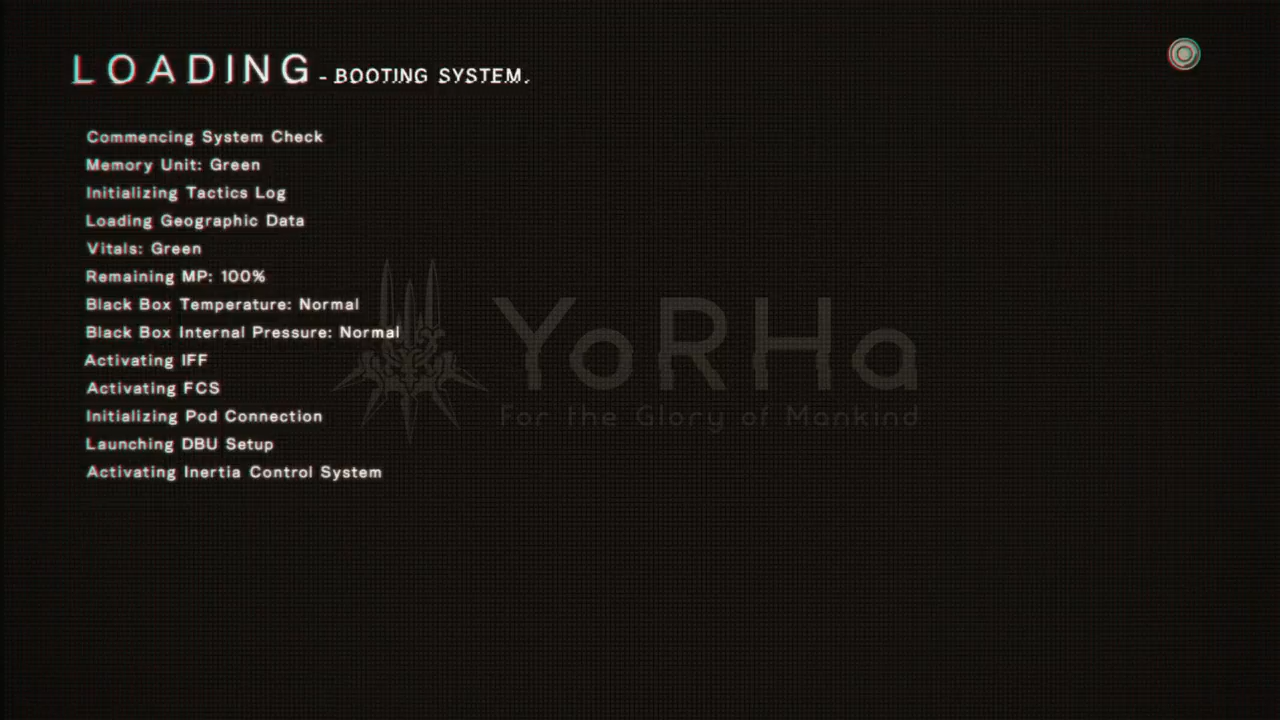 LOADING - BOOTING SYSTEM.
Commencing System Check
Memory Unit: Green
Initializing Tactics Log
Loading Geographic Data
Vitals: Green
Remaining MP: 100%
Black Box Temperature: Normal
Black Box Internal Pressure: Normal
Activating IFF
Activating FCS
Initializing Pod Connection
Launching DBU Setup
Activating Inertia Control System
YoRHa
For the Glory of Mankind